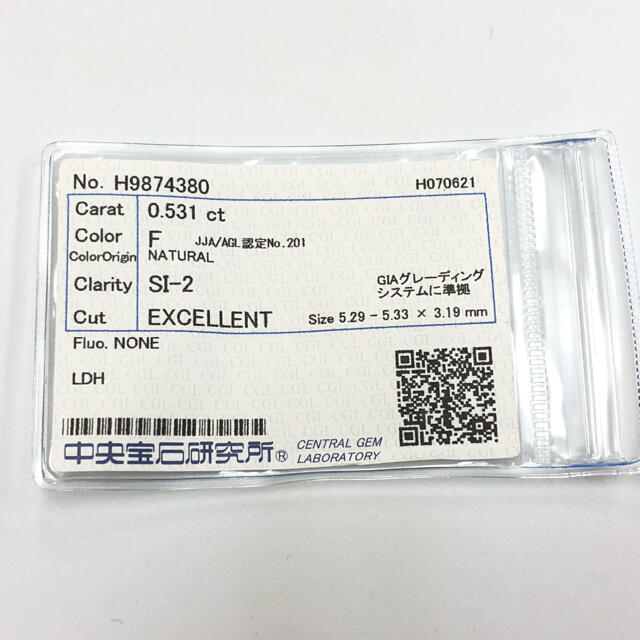 No. H9874380 H070621
Carat 0.531 ct
Color F JJA/AGL認定No.201
ColorOrigin NATURAL
Clarity SI-2 GIAグレーディング
システムに準拠
Cut EXCELLENT Size 5.29 - 5.33 × 3.19 mm
Fluo. NONE
LDH
中央宝石研究所® CENTRAL GEM
LABORATORY